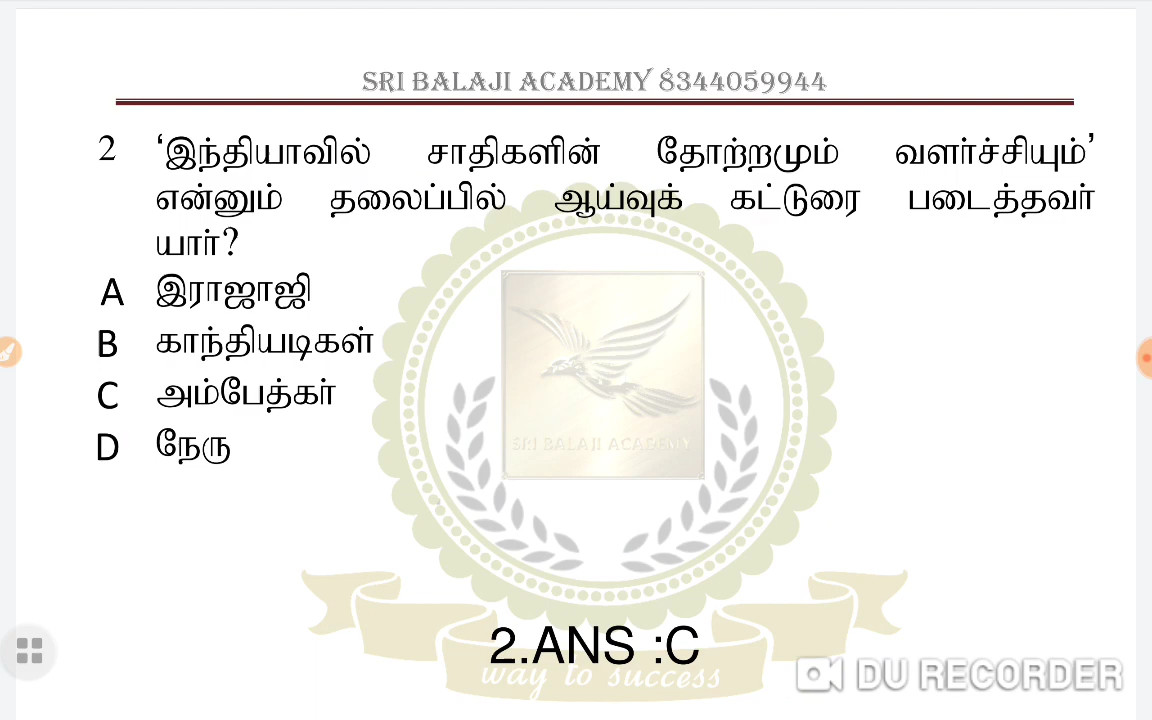 SRI BALAJI ACADEMY 8344059944
2 ‘இந்தியாவில் சாதிகளின் தோற்றமும் வளர்ச்சியும்’
என்னும் தலைப்பில் ஆய்வுக் கட்டுரை படைத்தவர்
யார்?
A இராஜாஜி
B காந்தியடிகள்
C அம்பேத்கர்
D நேரு
SRI BALAJI ACADEMY
2.ANS :C
way to success
DU RECORDER